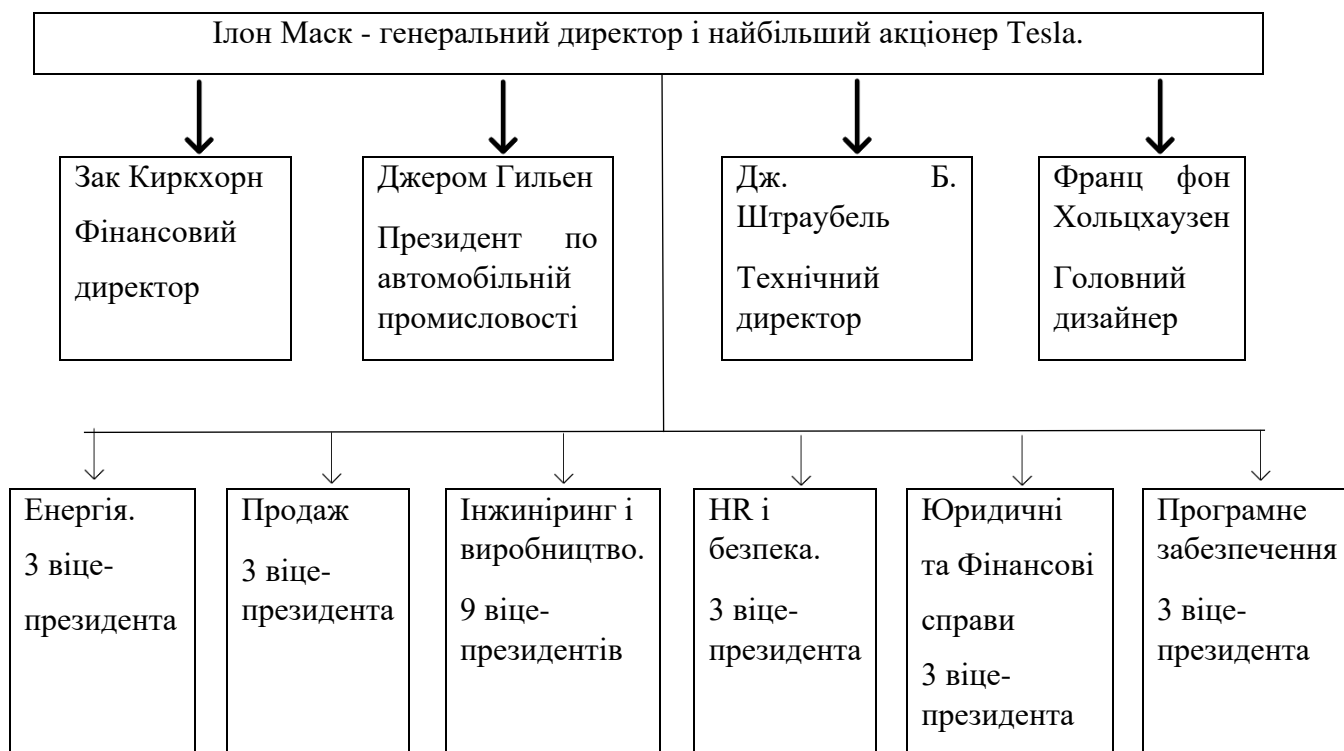 Ілон Маск - генеральний директор і найбільший акціонер Tesla.
Зак Киркхорн
Фінансовий
директор
Джером Гильен
Президент по
автомобільній
промисловості
Дж. Б.
Штраубель
Технічний
директор
Франц фон
Хольцхаузен
Головний
дизайнер
Енергія.
3 віце-
президента
Продаж
3 віце-
президента
Інжиніринг і
виробництво.
9 віце-
президентів
HR і
безпека.
3 віце-
президента
Юридичні
та Фінансові
справи
3 віце-
президента
Програмне
забезпечення
3 віце-
президента